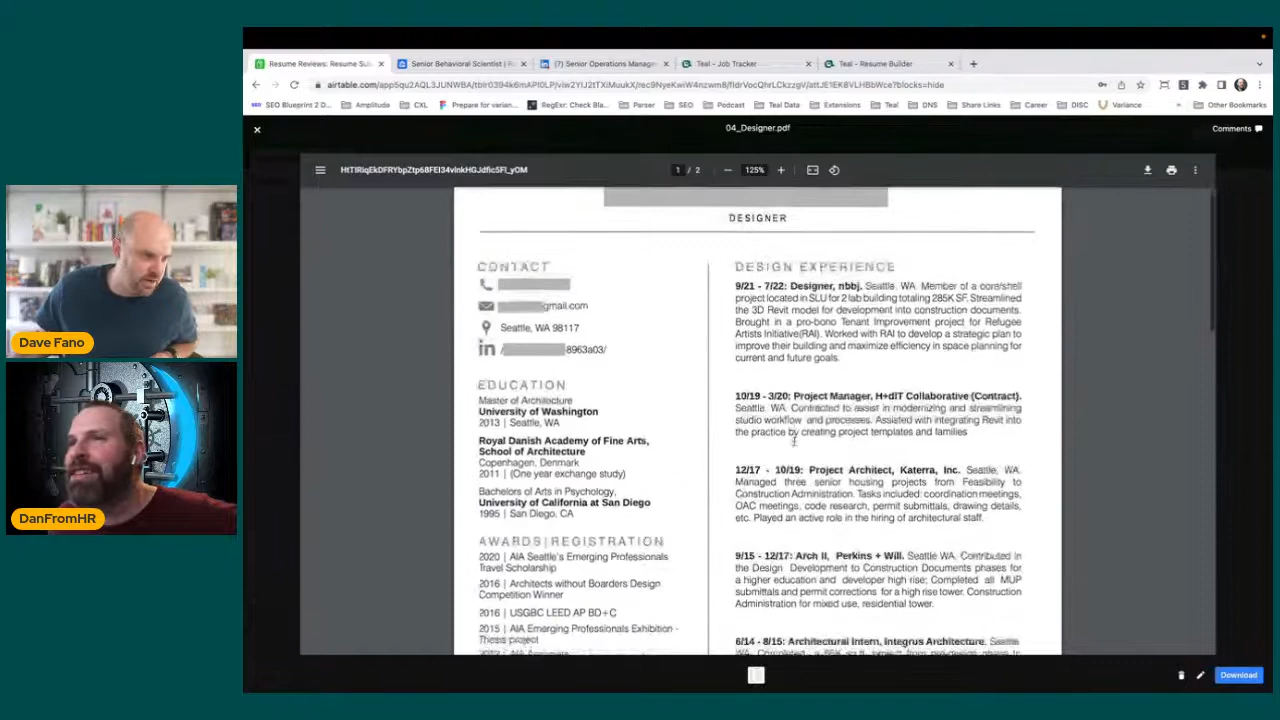 Resume Reviews: Resume Su
Senior Behavioral Scientist |
(7) Senior Operations Manage
Teal - Job Tracker
Teal - Resume Builder
SEO Blueprint 2.0...
Amplitude
CXL
Prepare for varian...
RegExr: Check Bla...
Parser
SEO
Podcast
Teal Data
Extensions
Teal
DNS
Share Links
Career
DISC
Variance
»
Other Bookmarks
04_Designer.pdf
Comments
1 / 2
125%
DESIGNER
CONTACT
gmail.com
Seattle, WA 98117
-8963a03/
EDUCATION
Master of Architecture
University of Washington
2013 | Seattle, WA
Royal Danish Academy of Fine Arts,
School of Architecture
Copenhagen, Denmark
2011 | (One year exchange study)
Bachelors of Arts in Psychology,
University of California at San Diego
1995 | San Diego, CA
AWARDS|REGISTRATION
2020 | AIA Seattle's Emerging Professionals
Travel Scholarship
2016 | Architects without Boarders Design
Competition Winner
2016 | USGBC LEED AP BD+C
2015 | AIA Emerging Professionals Exhibition -
Thesis project
DESIGN EXPERIENCE
9/21 - 7/22: Designer, nbbj. Seattle, WA. Member of a core/shell
project located in SLU for 2 lab building totaling 285K SF. Streamlined
the 3D Revit model for development into construction documents.
Brought in a pro-bono Tenant Improvement project for Refugee
Artists Initiative(RAI). Worked with RAI to develop a strategic plan to
improve their building and maximize efficiency in space planning for
current and future goals.
10/19 - 3/20: Project Manager, H+dIT Collaborative (Contract).
Seattle, WA. Contracted to assist in modernizing and streamlining
studio workflow and processes. Assisted with integrating Revit into
the practice by creating project templates and families
12/17 - 10/19: Project Architect, Katerra, Inc. Seattle, WA.
Managed three senior housing projects from Feasibility to
Construction Administration. Tasks included: coordination meetings,
OAC meetings, code research, permit submittals, drawing details,
etc. Played an active role in the hiring of architectural staff.
9/15 - 12/17: Arch II, Perkins + Will. Seattle WA. Contributed in
the Design Development to Construction Documents phases for
a higher education and developer high rise; Completed all MUP
submittals and permit corrections for a high rise tower. Construction
Administration for mixed use, residential tower.
6/14 - 8/15: Architectural Intern, Integrus Architecture. Seattle
Download
Dave Fano
DanFromHR